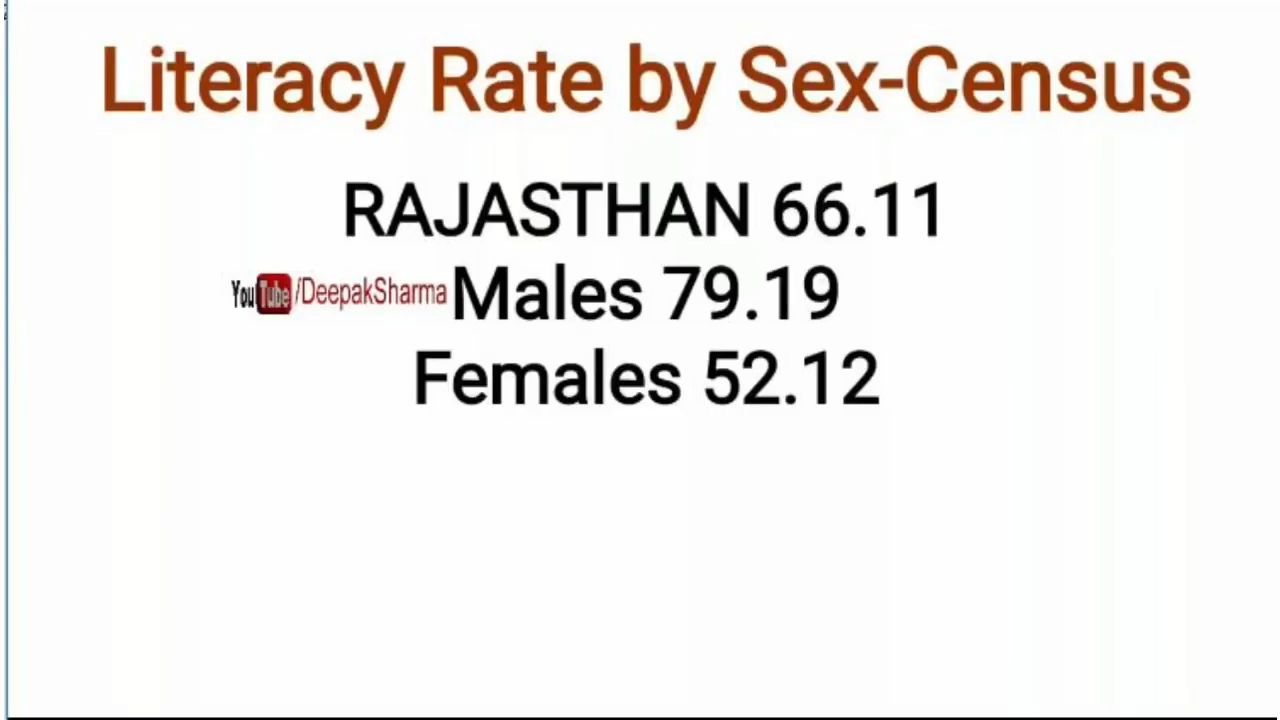 Literacy Rate by Sex-Census
RAJASTHAN 66.11
YouTube/DeepakSharma
Males 79.19
Females 52.12